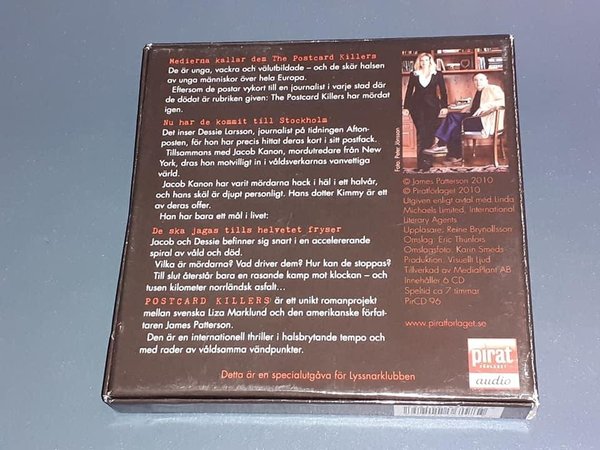 Medierna kallar dem The Postcard Killers
De är unga, vackra och välutbildade – och de skär halsen
av unga människor över hela Europa.
Eftersom de postar vykort till en journalist i varje stad där
de dödat är rubriken given: The Postcard Killers har mördat
igen.
Nu har de kommit till Stockholm
Det inser Dessie Larsson, journalist på tidningen Afton-
posten, för hon har precis hittat deras kort i sitt postfack.
Tillsammans med Jacob Kanon, mordutredare från New
York, dras hon motvilligt in i våldsverkarnas vanvettiga
värld.
Jacob Kanon har varit mördarna hack i häl i ett halvår,
och hans skäl är djupt personligt. Hans dotter Kimmy är ett
av deras offer.
Han har bara ett mål i livet:
De ska jagas tills helvetet fryser
Jacob och Dessie befinner sig snart i en accelererande
spiral av våld och död.
Vilka är mördarna? Vad driver dem? Hur kan de stoppas?
Till slut återstår bara en rasande kamp mot klockan – och
tusen kilometer norrländsk asfalt...
POSTCARD KILLERS är ett unikt romanprojekt
mellan svenska Liza Marklund och den amerikanske förfat-
taren James Patterson.
Den är en internationell thriller i halsbrytande tempo och
med rader av våldsamma vändpunkter.
Detta är en specialutgåva för Lyssnarklubben
Foto: Peter Jönsson
© James Patterson 2010
© Piratförlaget 2010
Utgiven enligt avtal med Linda
Michaels Limited, International
Literary Agents
Uppläsare: Reine Brynolfsson
Omslag: Eric Thunfors
Omslagsfoto: Karin Smeds
Produktion: Visuellt Ljud
Tillverkad av MediaPlant AB
Innehåller 6 CD
Speltid ca 7 timmar
PirCD 96
www.piratforlaget.se
pirat
FÖRLAGET
audio